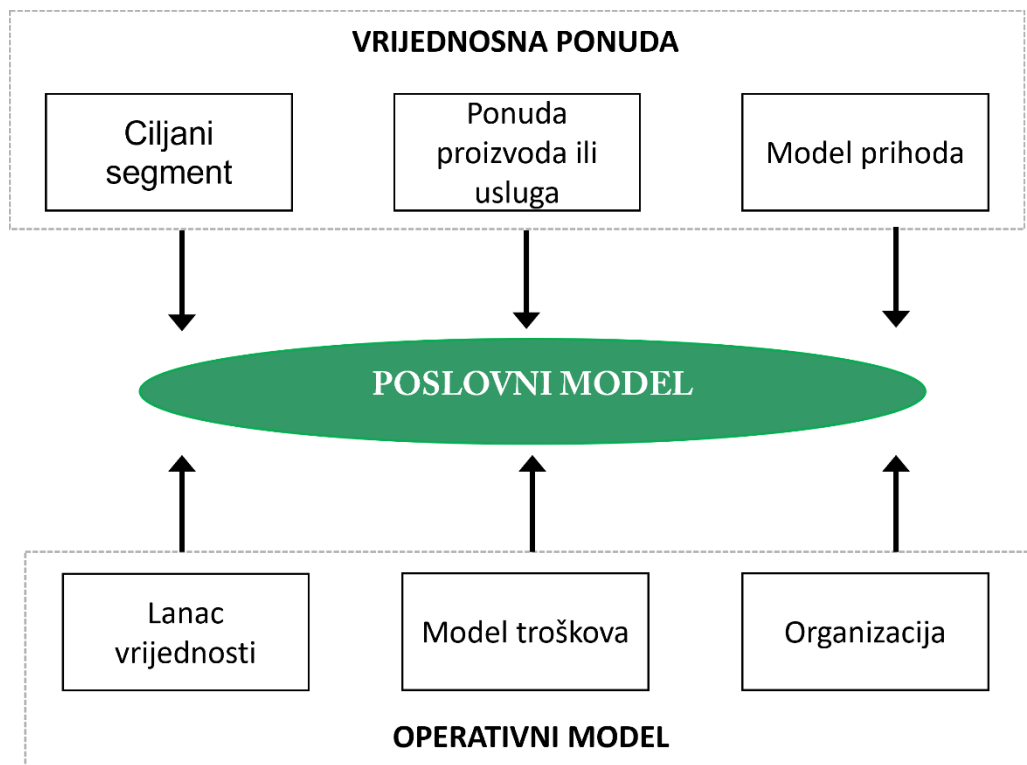 VRIJEDNOSNA PONUDA
Ciljani
segment
Ponuda
proizvoda ili
usluga
Model prihoda
POSLOVNI MODEL
Lanac
vrijednosti
Model troškova
Organizacija
OPERATIVNI MODEL